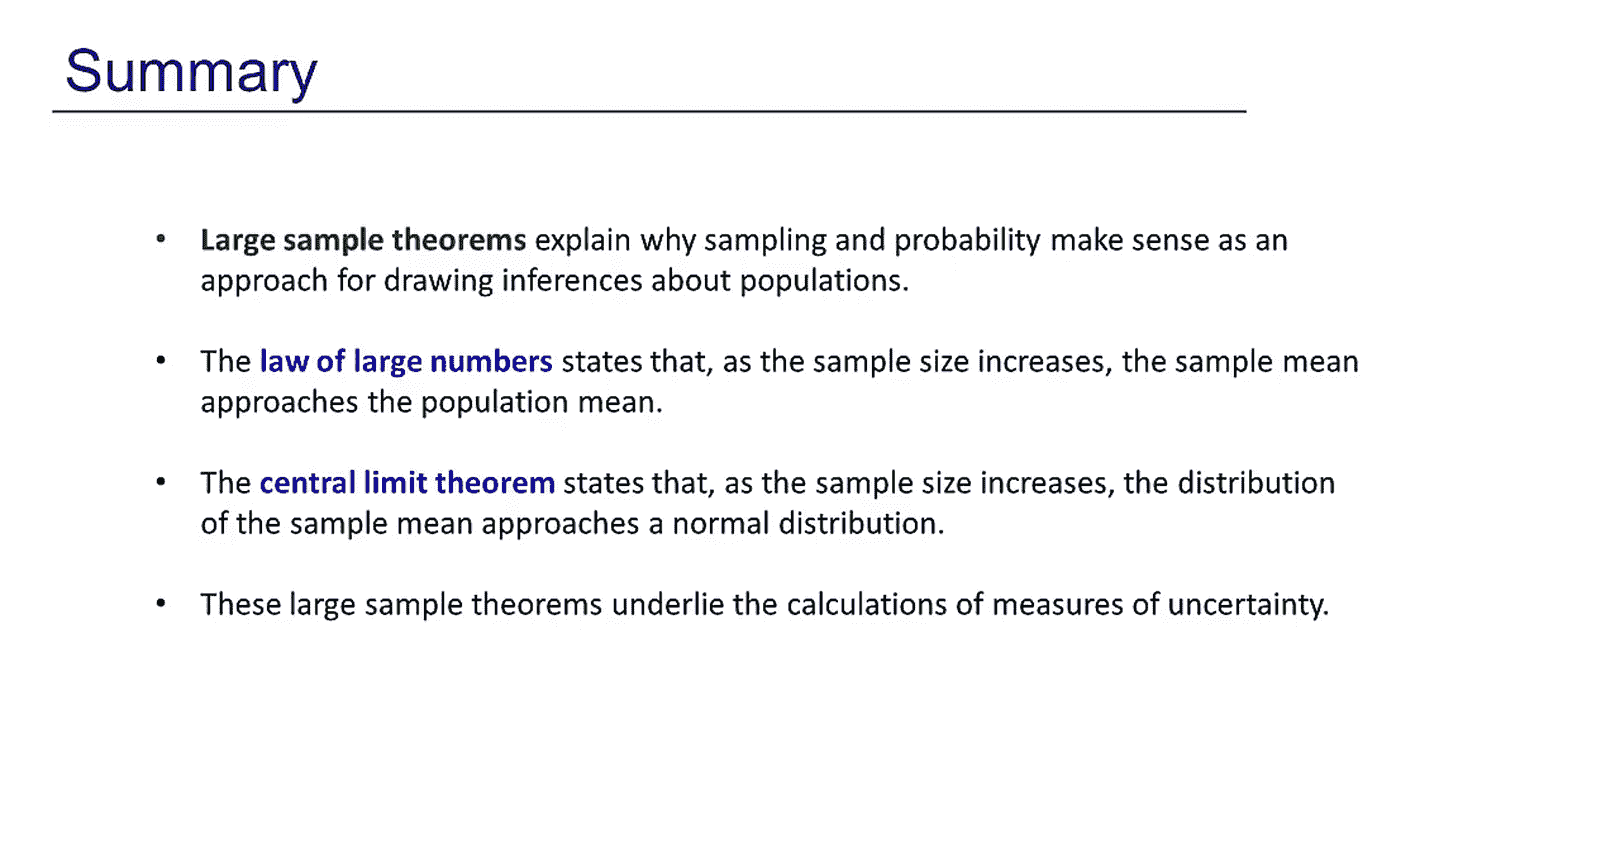 Summary
• Large sample theorems explain why sampling and probability make sense as an
approach for drawing inferences about populations.
• The law of large numbers states that, as the sample size increases, the sample mean
approaches the population mean.
• The central limit theorem states that, as the sample size increases, the distribution
of the sample mean approaches a normal distribution.
• These large sample theorems underlie the calculations of measures of uncertainty.